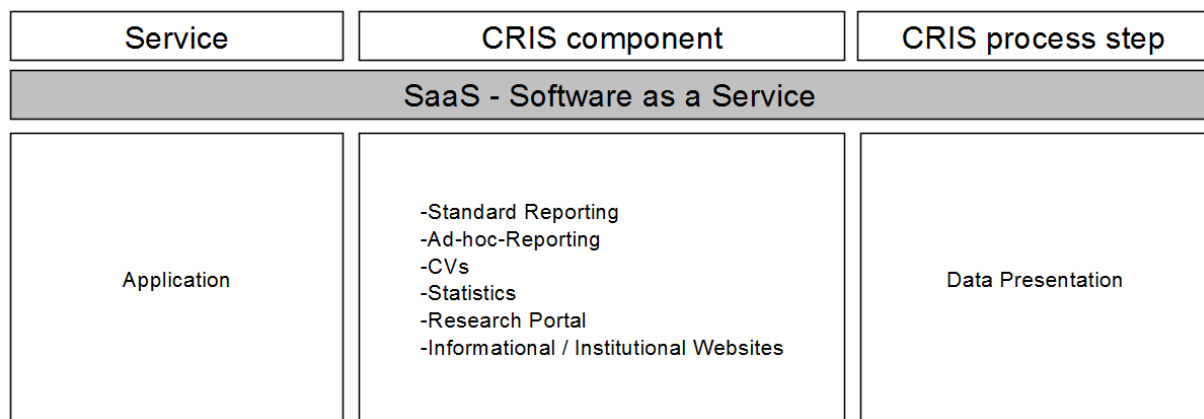 Service
CRIS component
CRIS process step
SaaS - Software as a Service
Application
-Standard Reporting
-Ad-hoc-Reporting
-CVs
-Statistics
-Research Portal
-Informational / Institutional Websites
Data Presentation